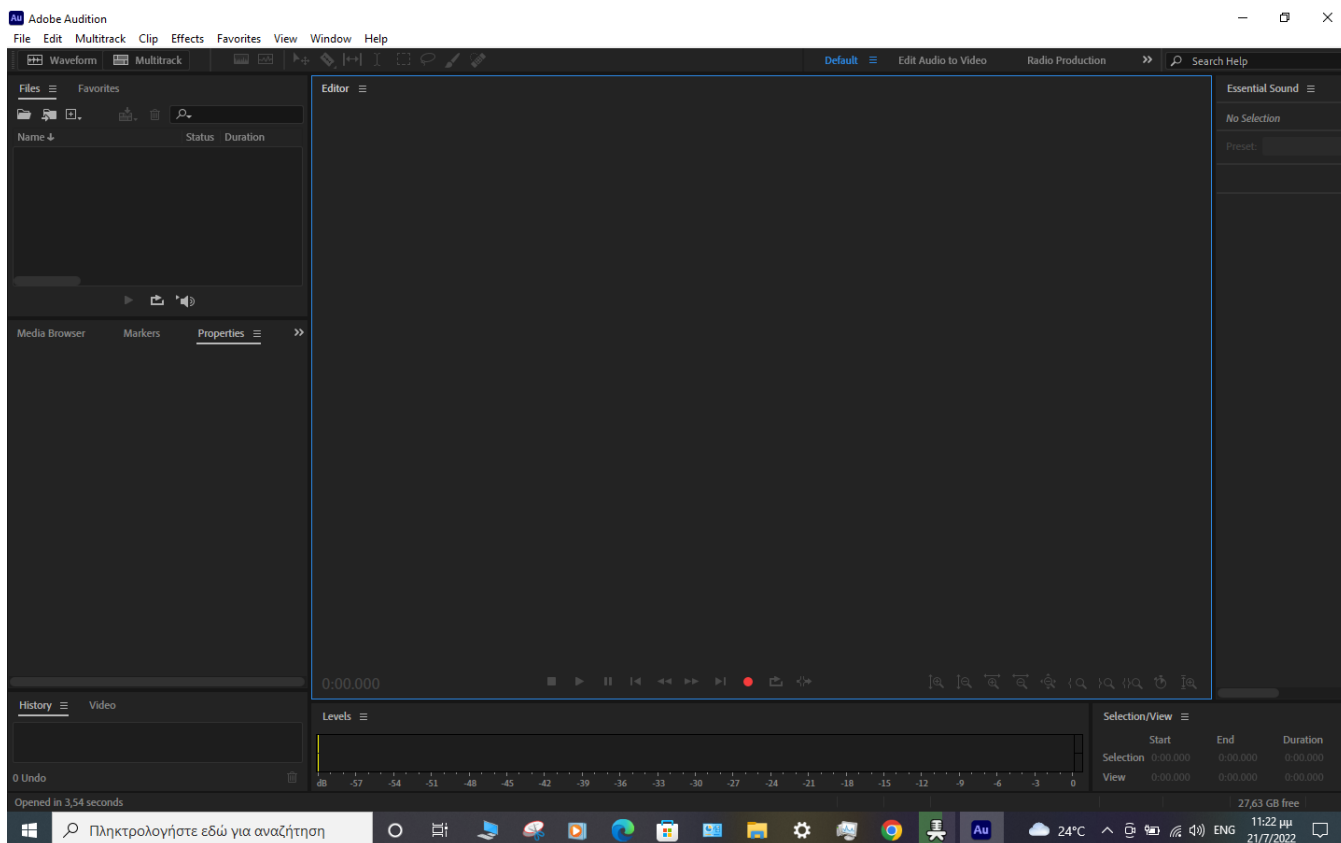 Au Adobe Audition
File Edit Multitrack Clip Effects Favorites View Window Help
Waveform Multitrack Default Edit Audio to Video Radio Production Search Help
Files Favorites
Editor
Essential Sound
No Selection
Name Status Duration
Preset:
Media Browser Markers Properties
0:00.000
History Video
Levels
Selection/View
Start End Duration
Selection 0:00.000 0:00.000 0:00.000
View 0:00.000 0:00.000 0:00.000
0 Undo
dB -57 -54 -51 -48 -45 -42 -39 -36 -33 -30 -27 -24 -21 -18 -15 -12 -9 -6 -3 0
Opened in 3,54 seconds
27,63 GB free
Πληκτρολογήστε εδώ για αναζήτηση
Au
24°C ENG
11:22 μμ
21/7/2022